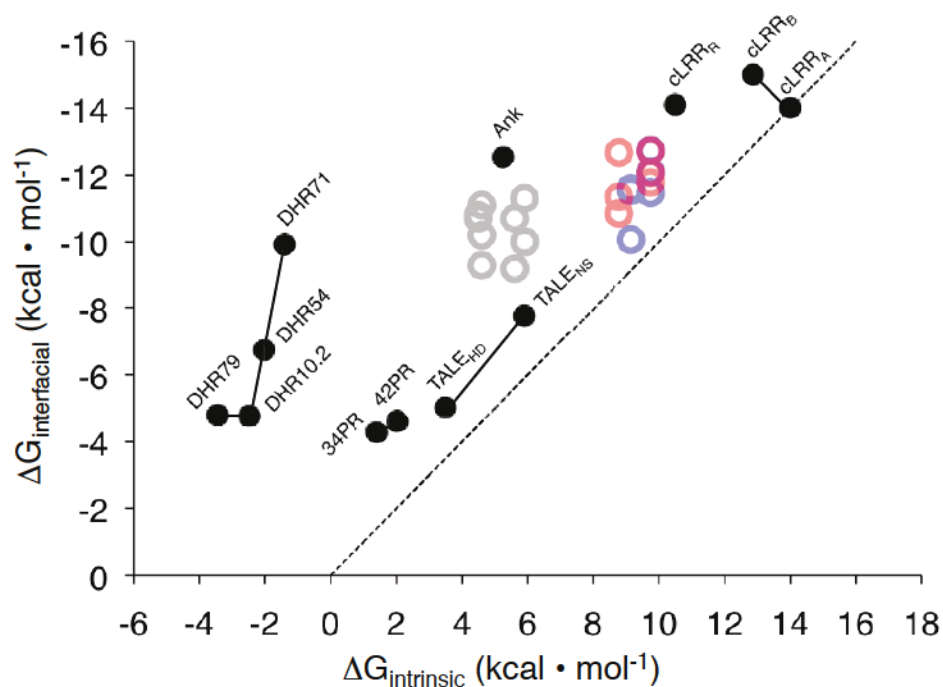 -16
-14
-12
-10
-8
-6
-4
-2
0
ΔGinterfacial (kcal • mol-1)
DHR79
DHR10.2
DHR54
DHR71
34PR
42PR
TALEHD
TALENS
Ank
cLRRR
cLRRB
cLRRA
-6 -4 -2 0 2 4 6 8 10 12 14 16 18
ΔGintrinsic (kcal • mol-1)